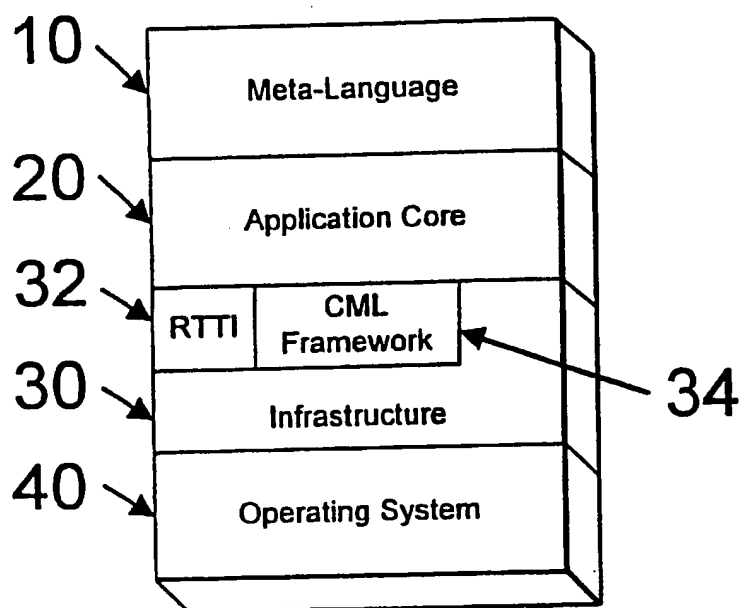 10
Meta-Language
20
Application Core
32
RTTI
CML
Framework
34
30
Infrastructure
40
Operating System